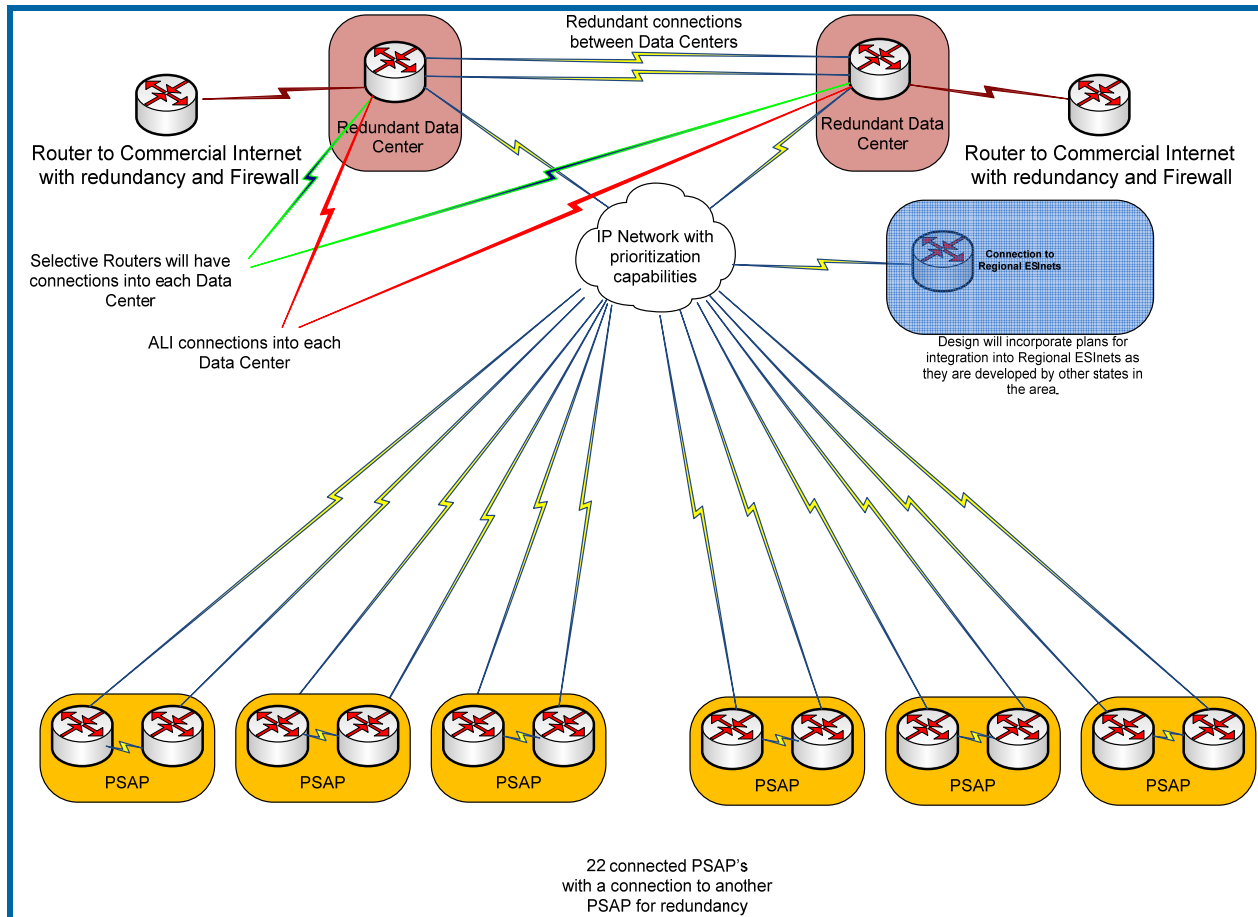 Redundant connections
between Data Centers
Redundant Data
Center
Redundant Data
Center
Router to Commercial Internet
with redundancy and Firewall
Router to Commercial Internet
with redundancy and Firewall
IP Network with
prioritization
capabilities
Connection to
Regional ESInets
Selective Routers will have
connections into each Data
Center
ALI connections into each
Data Center
Design will incorporate plans for
integration into Regional ESInets as
they are developed by other states in
the area.
PSAP
PSAP
PSAP
PSAP
PSAP
PSAP
22 connected PSAP's
with a connection to another
PSAP for redundancy